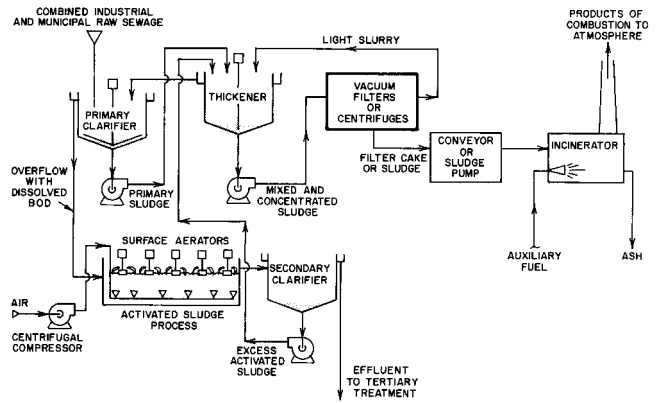 COMBINED INDUSTRIAL
AND MUNICIPAL RAW SEWAGE
PRODUCTS OF
COMBUSTION TO
ATMOSPHERE
LIGHT SLURRY
THICKENER
PRIMARY
CLARIFIER
VACUUM
FILTERS
OR
CENTRIFUGES
FILTER CAKE
OR SLUDGE
CONVEYOR
OR
SLUDGE
PUMP
INCINERATOR
OVERFLOW
WITH
DISSOLVED
BOD
PRIMARY
SLUDGE
MIXED AND
CONCENTRATED
SLUDGE
AUXILIARY
FUEL
ASH
SURFACE AERATORS
SECONDARY
CLARIFIER
AIR
CENTRIFUGAL
COMPRESSOR
ACTIVATED SLUDGE
PROCESS
EXCESS
ACTIVATED
SLUDGE
EFFLUENT
TO TERTIARY
TREATMENT